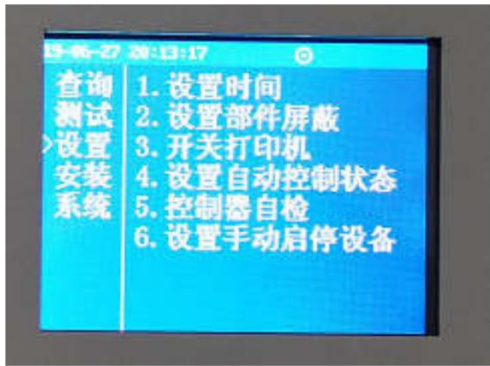 19-06-27 20:13:17
查询
测试
>设置
安装
系统
1.设置时间
2.设置部件屏蔽
3.开关打印机
4.设置自动控制状态
5.控制器自检
6.设置手动启停设备